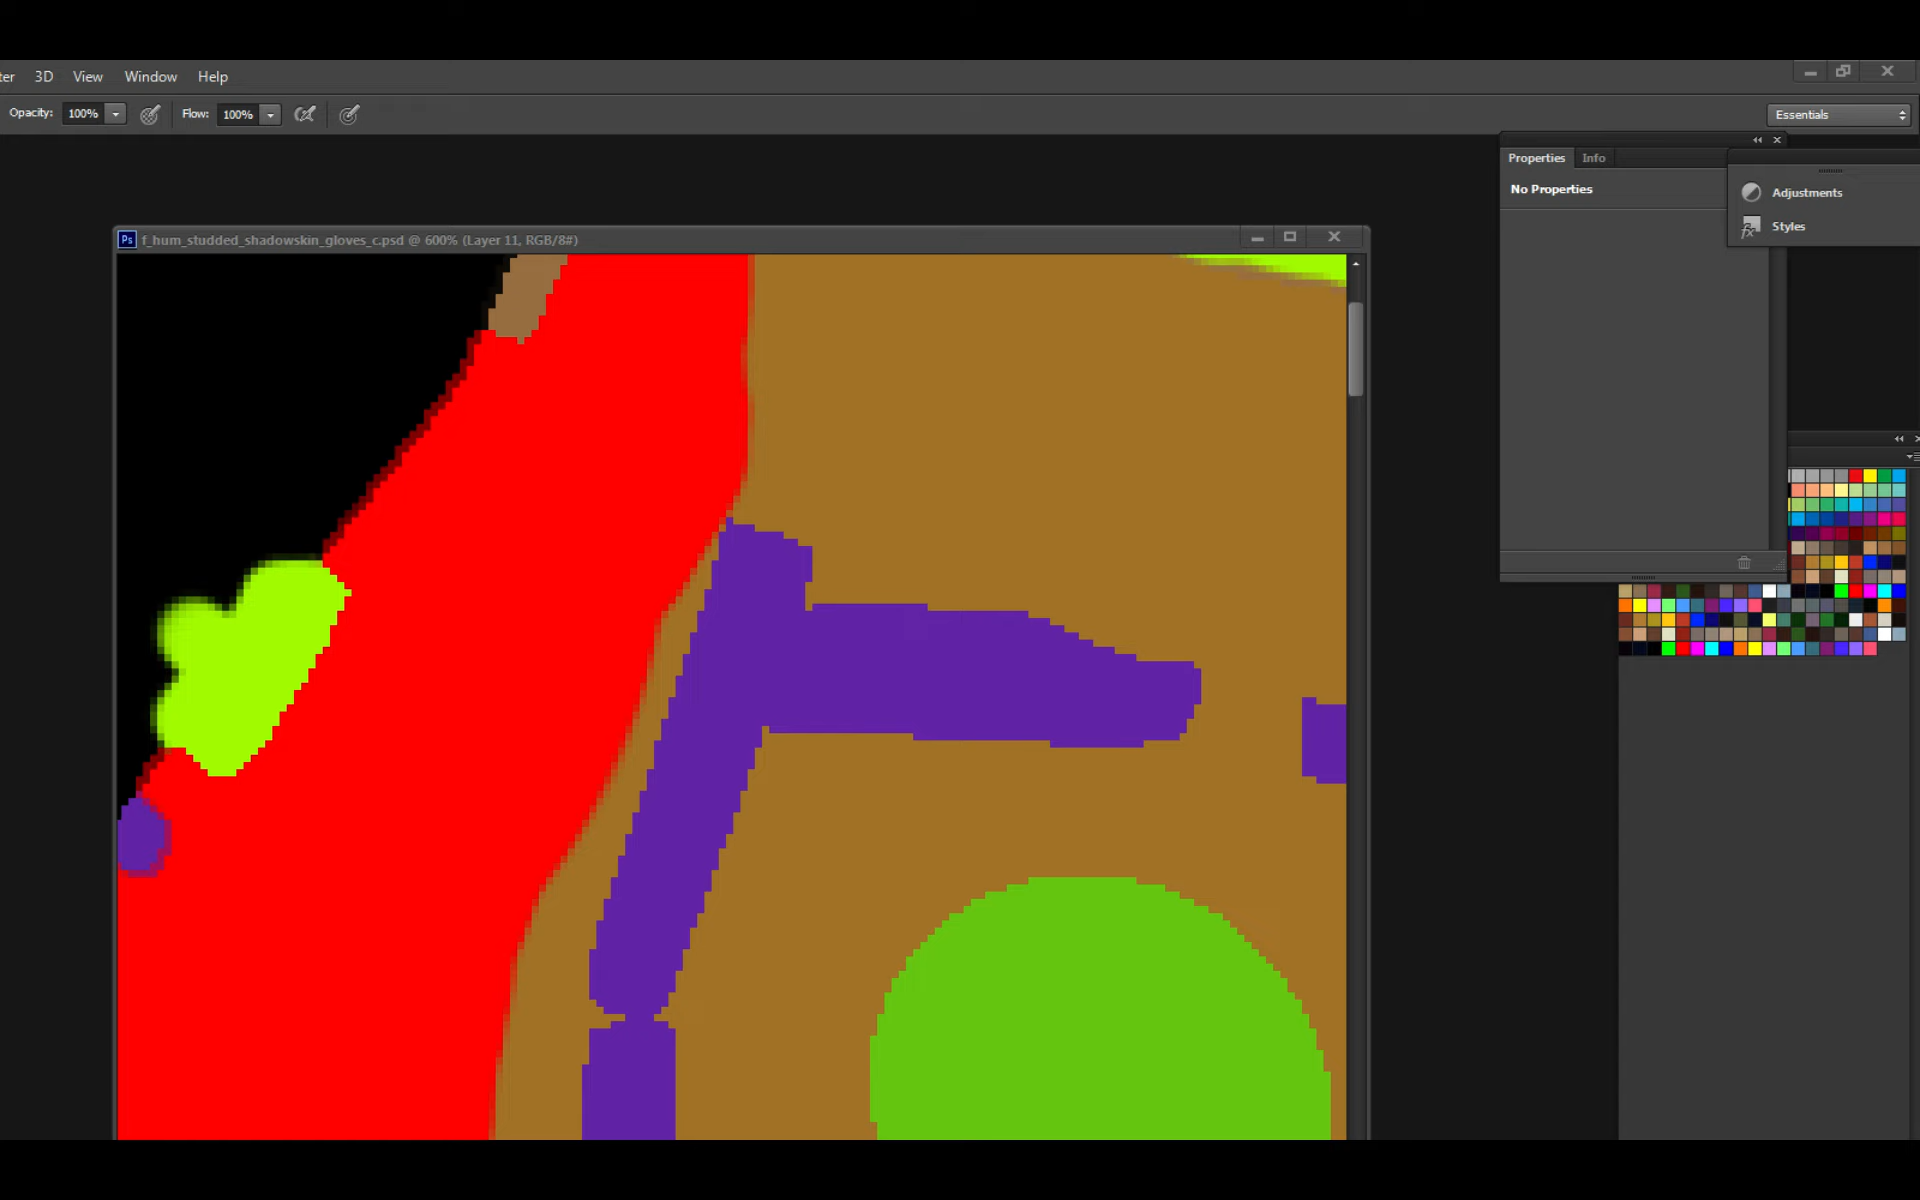 ter 3D View Window Help
Opacity: 100% Flow: 100% Essentials
Properties Info
No Properties
Adjustments
Styles
Ps f_hum_studded_shadowskin_gloves_c.psd @ 600% (Layer 11, RGB/8#)